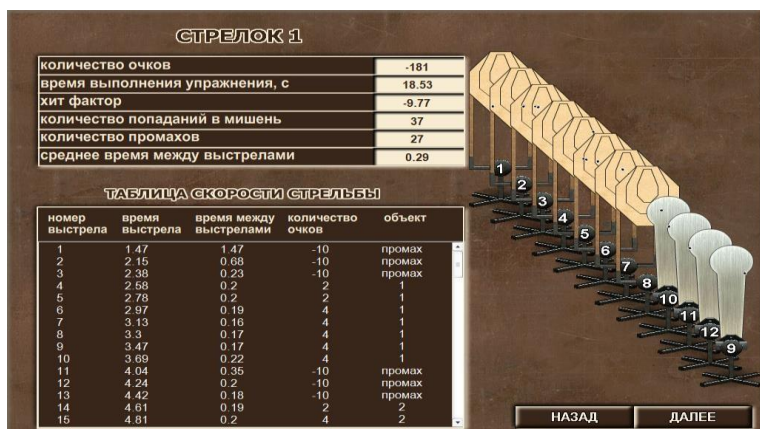 СТРЕЛОК 1
количество очков -181
время выполнения упражнения, с 18.53
хит фактор -9.77
количество попаданий в мишень 37
количество промахов 27
среднее время между выстрелами 0.29
ТАБЛИЦА СКОРОСТИ СТРЕЛЬБЫ
номер время время между количество объект
выстрела выстрела выстрелами очков
1 1.47 1.47 -10 промах
2 2.15 0.68 -10 промах
3 2.38 0.23 -10 промах
4 2.58 0.2 2 1
5 2.78 0.2 2 1
6 2.97 0.19 4 1
7 3.13 0.16 4 1
8 3.3 0.17 4 1
9 3.47 0.17 4 1
10 3.69 0.22 4 1
11 4.04 0.35 -10 промах
12 4.24 0.2 -10 промах
13 4.42 0.18 -10 промах
14 4.61 0.19 2 2
15 4.81 0.2 4 2
1
2
3
4
5
6
7
8
10
11
12
9
НАЗАД ДАЛЕЕ